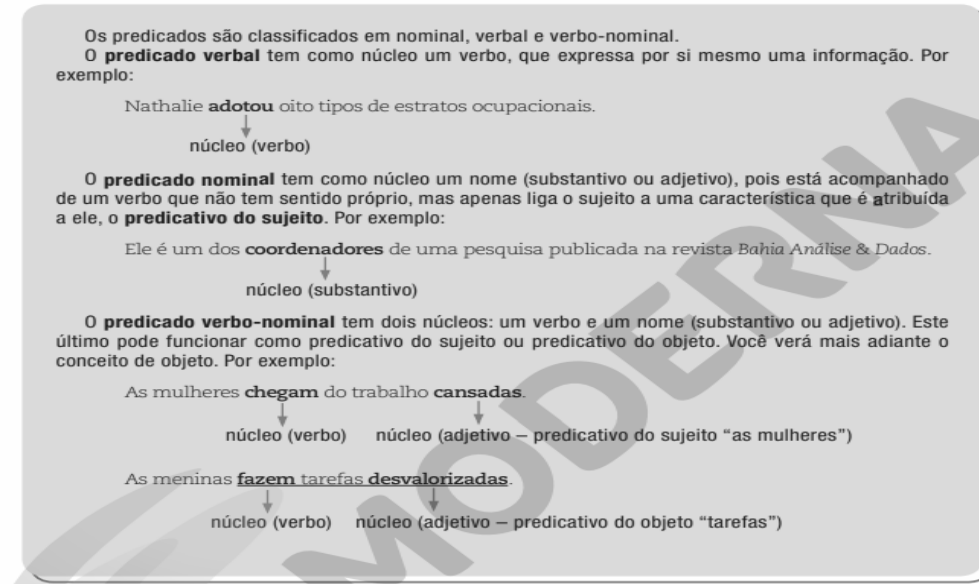 Os predicados são classificados em nominal, verbal e verbo-nominal.
O predicado verbal tem como núcleo um verbo, que expressa por si mesmo uma informação. Por
exemplo:
Nathalie adotou oito tipos de estratos ocupacionais.
núcleo (verbo)
O predicado nominal tem como núcleo um nome (substantivo ou adjetivo), pois está acompanhado
de um verbo que não tem sentido próprio, mas apenas liga o sujeito a uma característica que é atribuída
a ele, o predicativo do sujeito. Por exemplo:
Ele é um dos coordenadores de uma pesquisa publicada na revista Bahia Análise & Dados.
núcleo (substantivo)
O predicado verbo-nominal tem dois núcleos: um verbo e um nome (substantivo ou adjetivo). Este
último pode funcionar como predicativo do sujeito ou predicativo do objeto. Você verá mais adiante o
conceito de objeto. Por exemplo:
As mulheres chegam do trabalho cansadas.
núcleo (verbo) núcleo (adjetivo – predicativo do sujeito “as mulheres”)
As meninas fazem tarefas desvalorizadas.
núcleo (verbo) núcleo (adjetivo – predicativo do objeto “tarefas”)
MODERNA